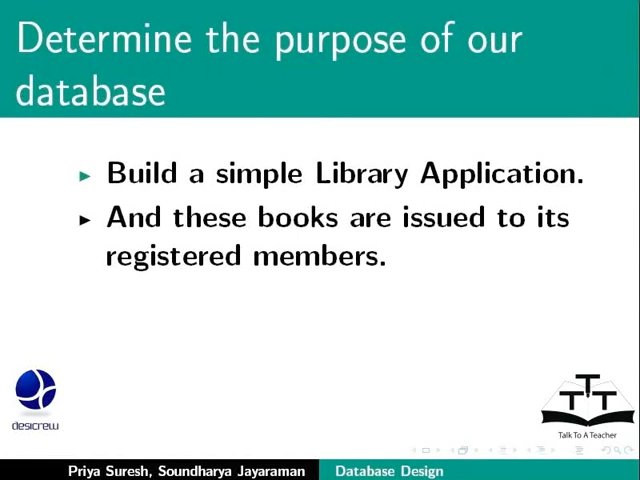 Determine the purpose of our
database
Build a simple Library Application.
And these books are issued to its
registered members.
desicrew
TTT
Talk To A Teacher
Priya Suresh, Soundharya Jayaraman
Database Design